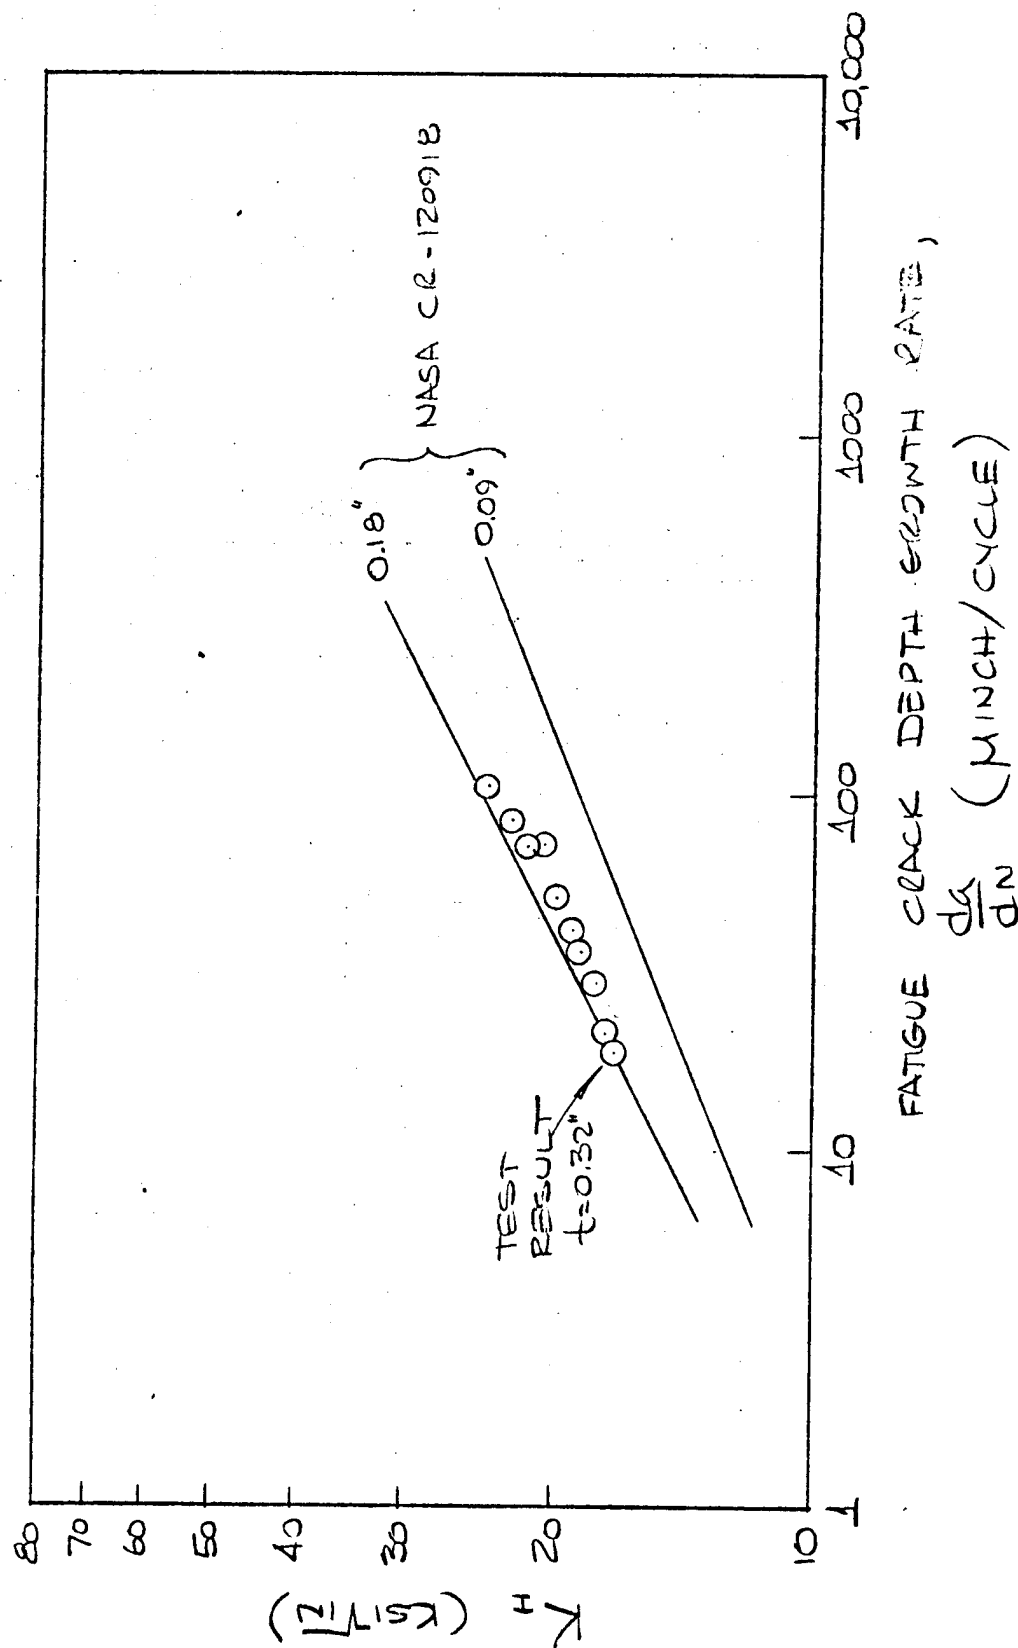 80
70
60
50
40
30
20
10
K_H
(KSI√IN)
1
10
100
1000
10,000
0.18"
0.09"
NASA CR-120918
TEST
RESULT
t=0.32"
FATIGUE CRACK DEPTH GROWTH RATE,
da/dN (μINCH/CYCLE)